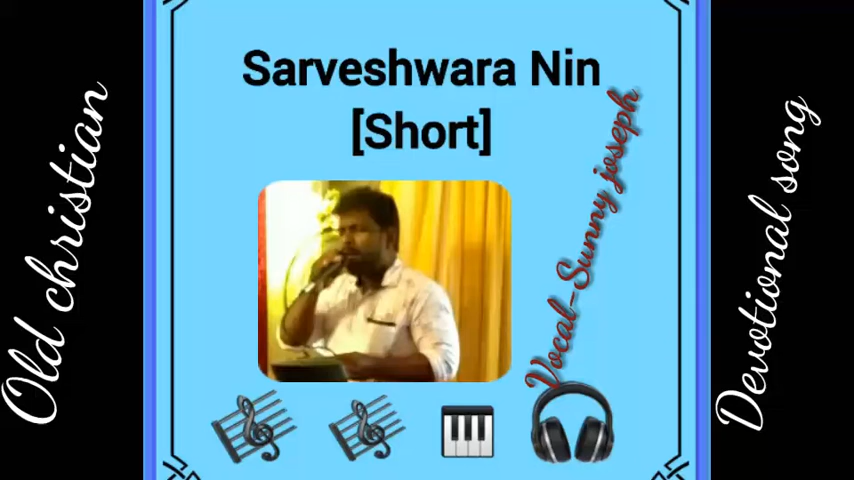 Old christian
Sarveshwara Nin
[Short]
Vocal-Sunny joseph
Devotional song